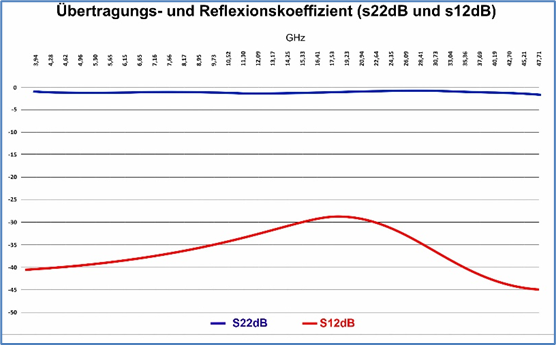 Übertragungs- und Reflexionskoeffizient (s22dB und s12dB)
GHz
3,94 4,28 4,62 4,96 5,30 5,65 6,15 6,65 7,16 7,66 8,17 8,95 9,73 10,52 11,30 12,09 13,17 14,25 15,33 16,41 17,53 19,23 20,94 22,64 24,35 26,09 28,41 30,73 33,04 35,36 37,69 40,19 42,70 45,21 47,71
0
-5
-10
-15
-20
-25
-30
-35
-40
-45
-50
S22dB S12dB